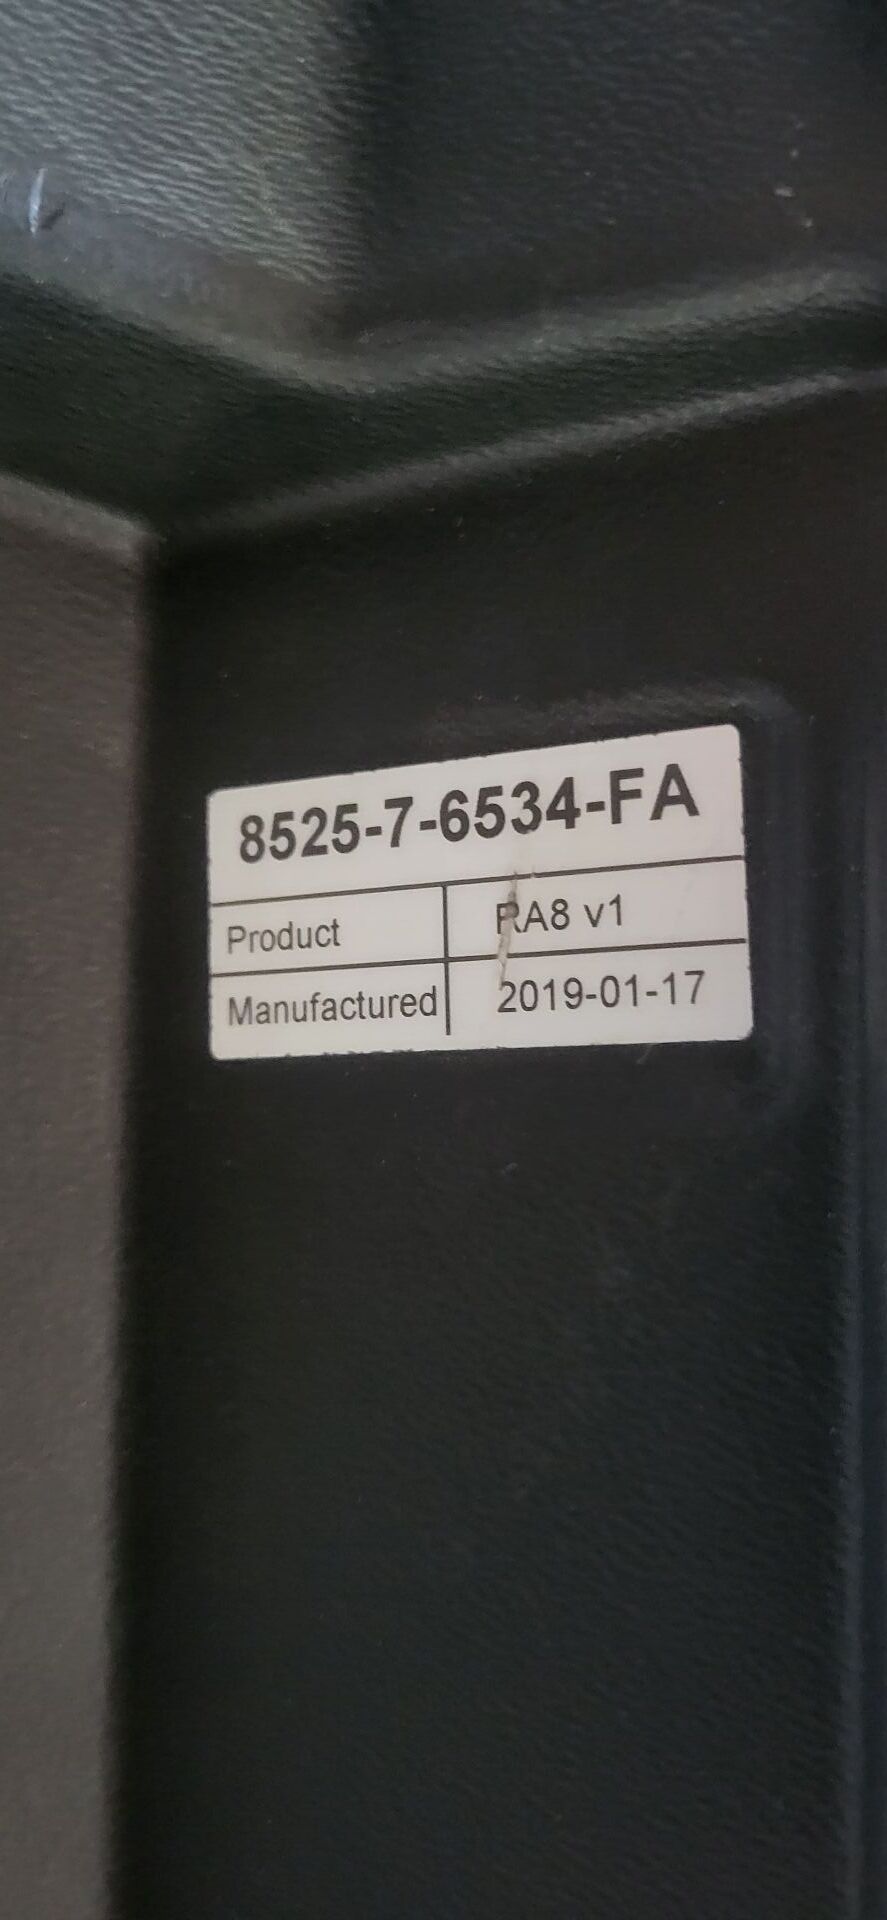 8525-7-6534-FA
Product RA8 v1
Manufactured 2019-01-17